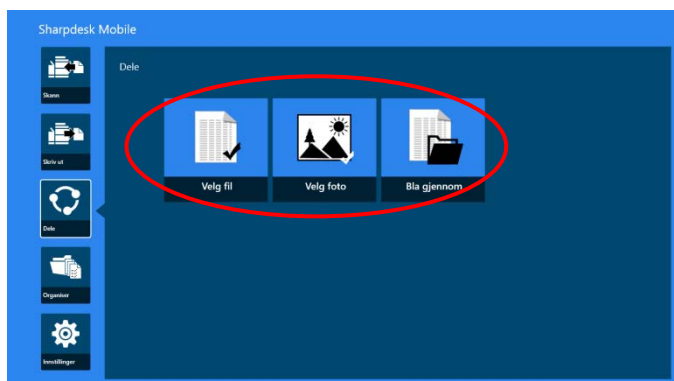 Sharpdesk Mobile
Skann
Skriv ut
Dele
Organiser
Innstillinger
Dele
Velg fil
Velg foto
Bla gjennom